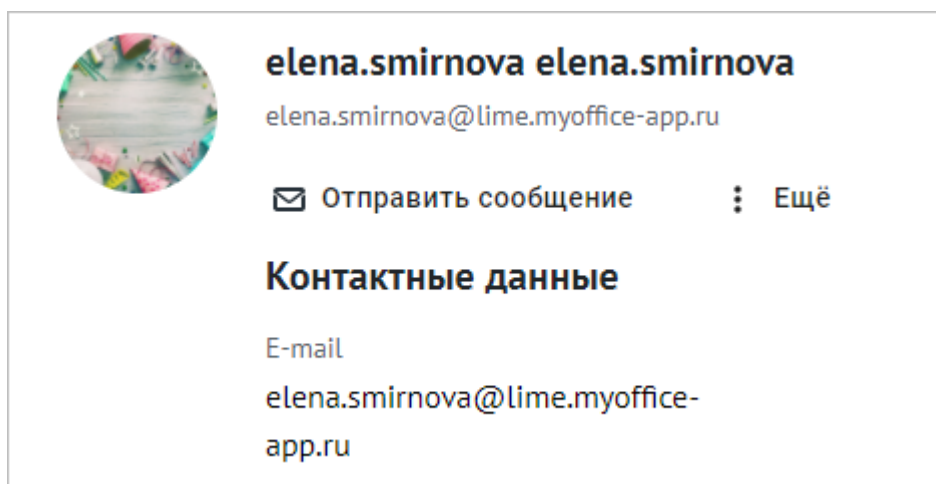 elena.smirnova elena.smirnova
elena.smirnova@lime.myoffice-app.ru
Отправить сообщение
Ещё
Контактные данные
E-mail
elena.smirnova@lime.myoffice-
app.ru